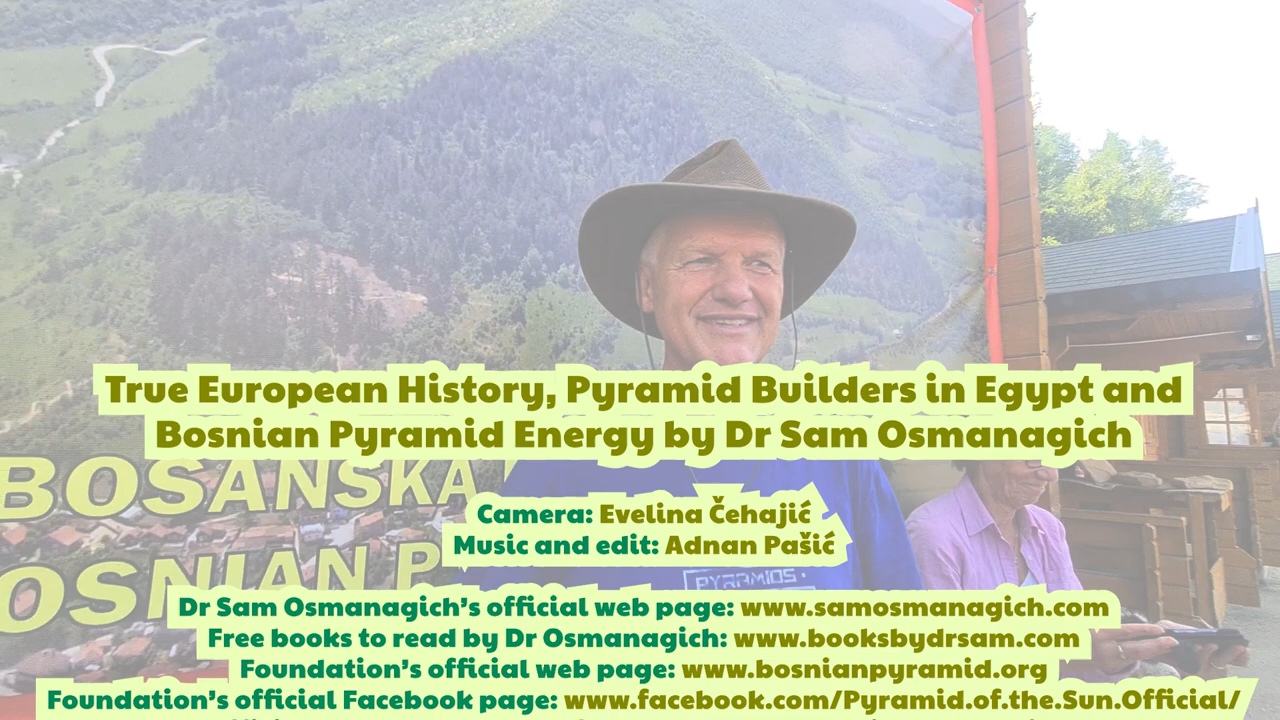 True European History, Pyramid Builders in Egypt and
Bosnian Pyramid Energy by Dr Sam Osmanagich
BOSANSKA
Camera: Evelina Čehajić
Music and edit: Adnan Pašić
OSNIAN P
PYRAMIDS
Dr Sam Osmanagich's official web page: www.samosmanagich.com
Free books to read by Dr Osmanagich: www.booksbydrsam.com
Foundation's official web page: www.bosnianpyramid.org
Foundation's official Facebook page: www.facebook.com/Pyramid.of.the.Sun.Official/